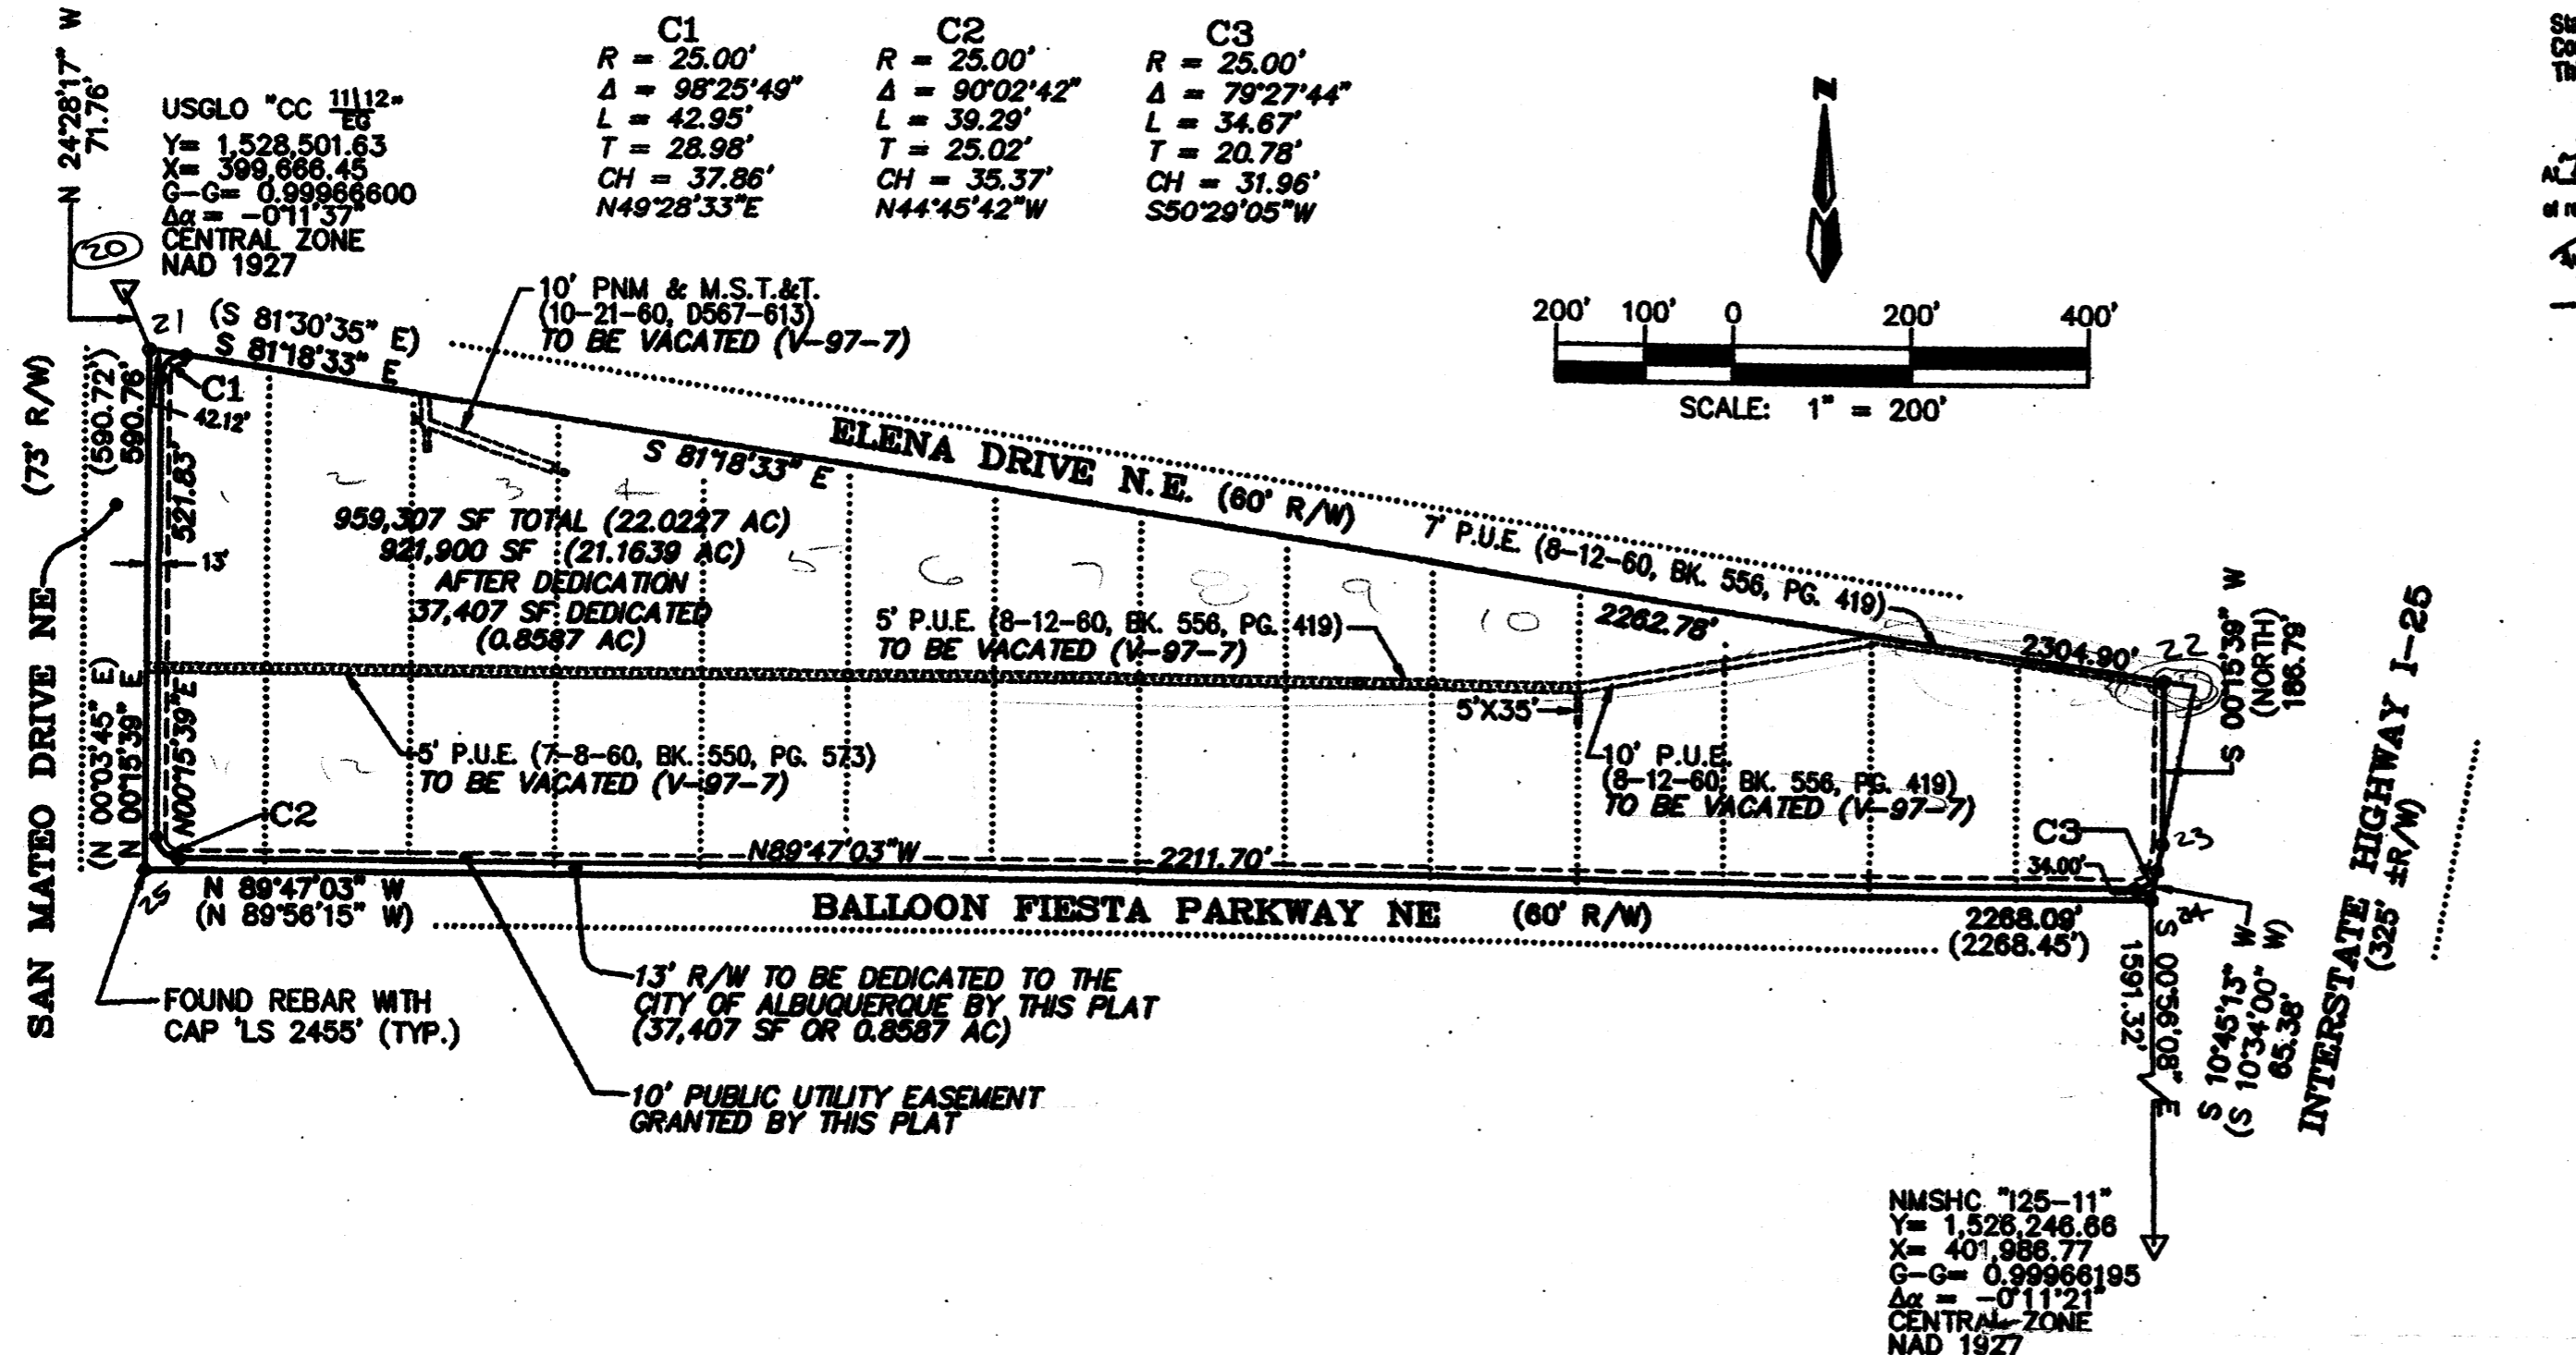 N 24°28'17" W
71.76'
USGLO "CC 11|12"
EG
Y= 1,528,501.63
X= 399,666.45
G-G= 0.99966600
Δα = -0°11'37"
CENTRAL ZONE
NAD 1927
20
C1
R = 25.00'
Δ = 98°25'49"
L = 42.95'
T = 28.98'
CH = 37.86'
N49°28'33"E
C2
R = 25.00'
Δ = 90°02'42"
L = 39.29'
T = 25.02'
CH = 35.37'
N44°45'42"W
C3
R = 25.00'
Δ = 79°27'44"
L = 34.67'
T = 20.78'
CH = 31.96'
S50°29'05"W
N
200' 100' 0 200' 400'
SCALE: 1" = 200'
21
(S 81°30'35" E)
S 81°18'33" E
10' PNM & M.S.T.&T.
(10-21-60, D567-613)
TO BE VACATED (V-97-7)
SAN MATEO DRIVE NE
(73' R/W)
(590.72')
590.76'
(N 00°03'45" E)
N 00°15'39" E
C1
42.12'
521.83'
N00°15'39"E
13'
2
3
4
5
6
7
8
9
10
12
S 81°18'33" E
ELENA DRIVE N.E. (60' R/W)
7' P.U.E. (8-12-60, BK. 556, PG. 419)
959,307 SF TOTAL (22.0227 AC)
921,900 SF (21.1639 AC)
AFTER DEDICATION
37,407 SF DEDICATED
(0.8587 AC)
5' P.U.E. (8-12-60, BK. 556, PG. 419)
TO BE VACATED (V-97-7)
2262.78'
2304.90'
22
S 00°15'39" W
(NORTH)
186.79'
5'X35'
5' P.U.E. (7-8-60, BK. 550, PG. 573)
TO BE VACATED (V-97-7)
10' P.U.E.
(8-12-60, BK. 556, PG. 419)
TO BE VACATED (V-97-7)
C2
C3
23
34.00'
N89°47'03"W
2211.70'
25
N 89°47'03" W
(N 89°56'15" W)
BALLOON FIESTA PARKWAY NE (60' R/W)
2268.09'
(2268.45')
24
S 00°56'08" E
1591.32'
S 10°45'13" W
(S 10°34'00" W)
65.38'
INTERSTATE HIGHWAY I-25
(325' ±R/W)
FOUND REBAR WITH
CAP 'LS 2455' (TYP.)
13' R/W TO BE DEDICATED TO THE
CITY OF ALBUQUERQUE BY THIS PLAT
(37,407 SF OR 0.8587 AC)
10' PUBLIC UTILITY EASEMENT
GRANTED BY THIS PLAT
NMSHC "I25-11"
Y= 1,526,246.66
X= 401,986.77
G-G= 0.99966195
Δα = -0°11'21"
CENTRAL ZONE
NAD 1927